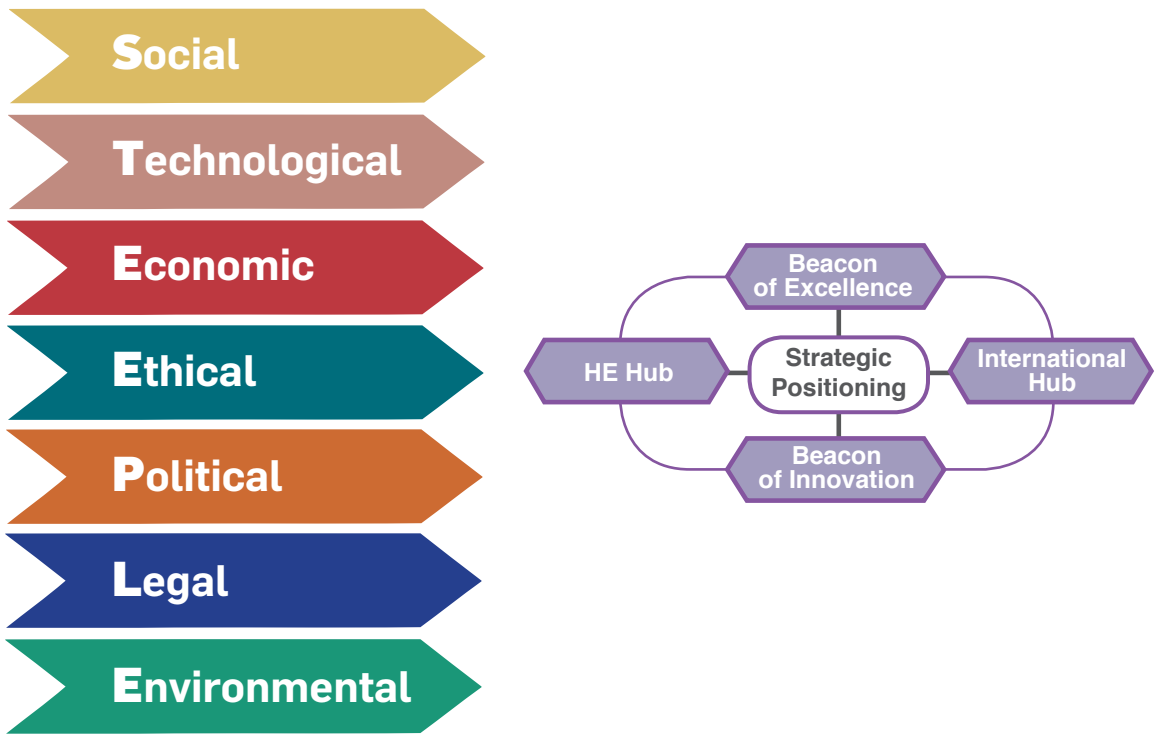 Social
Technological
Economic
Ethical
Political
Legal
Environmental
Beacon
of Excellence
HE Hub
Strategic
Positioning
International
Hub
Beacon
of Innovation